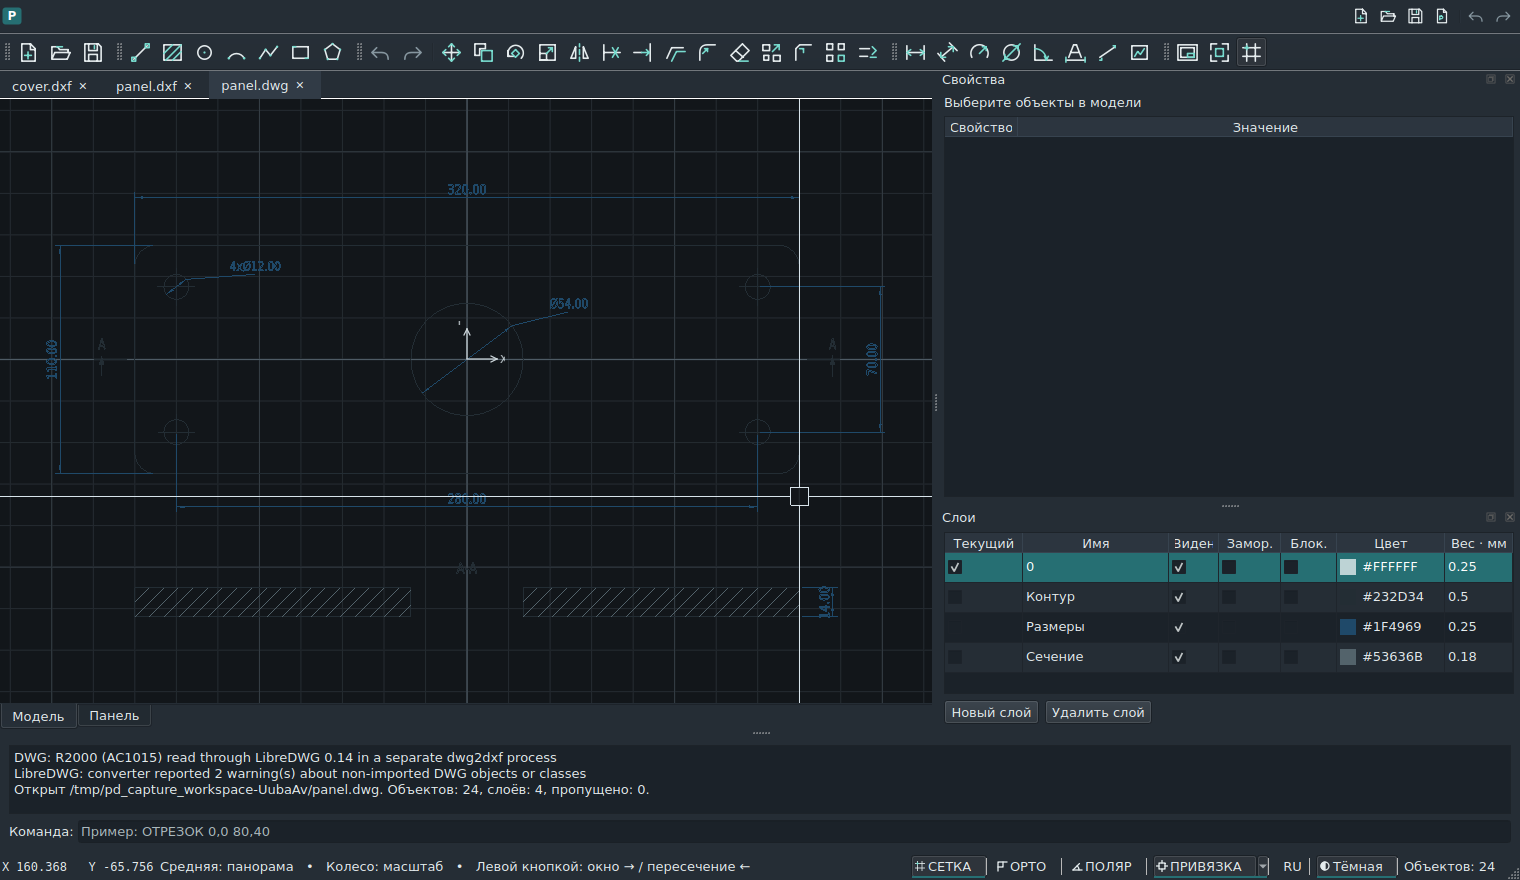 P
cover.dxf ×
panel.dxf ×
panel.dwg ×
Свойства
Выберите объекты в модели
Свойство Значение
320.00
4xØ12.00
Ø54.00
110.00
A
A
70.00
X
280.00
A-A
14.00
Слои
Текущий Имя Виден Замор. Блок. Цвет Вес · мм
0 #FFFFFF 0.25
Контур #232D34 0.5
Размеры #1F4969 0.25
Сечение #53636B 0.18
Новый слой Удалить слой
Модель Панель
DWG: R2000 (AC1015) read through LibreDWG 0.14 in a separate dwg2dxf process
LibreDWG: converter reported 2 warning(s) about non-imported DWG objects or classes
Открыт /tmp/pd_capture_workspace-UubaAv/panel.dwg. Объектов: 24, слоёв: 4, пропущено: 0.
Команда: Пример: ОТРЕЗОК 0,0 80,40
X 160.368 Y -65.756 Средняя: панорама • Колесо: масштаб • Левой кнопкой: окно → / пересечение ← СЕТКА ОРТО ПОЛЯР ПРИВЯЗКА RU Тёмная Объектов: 24